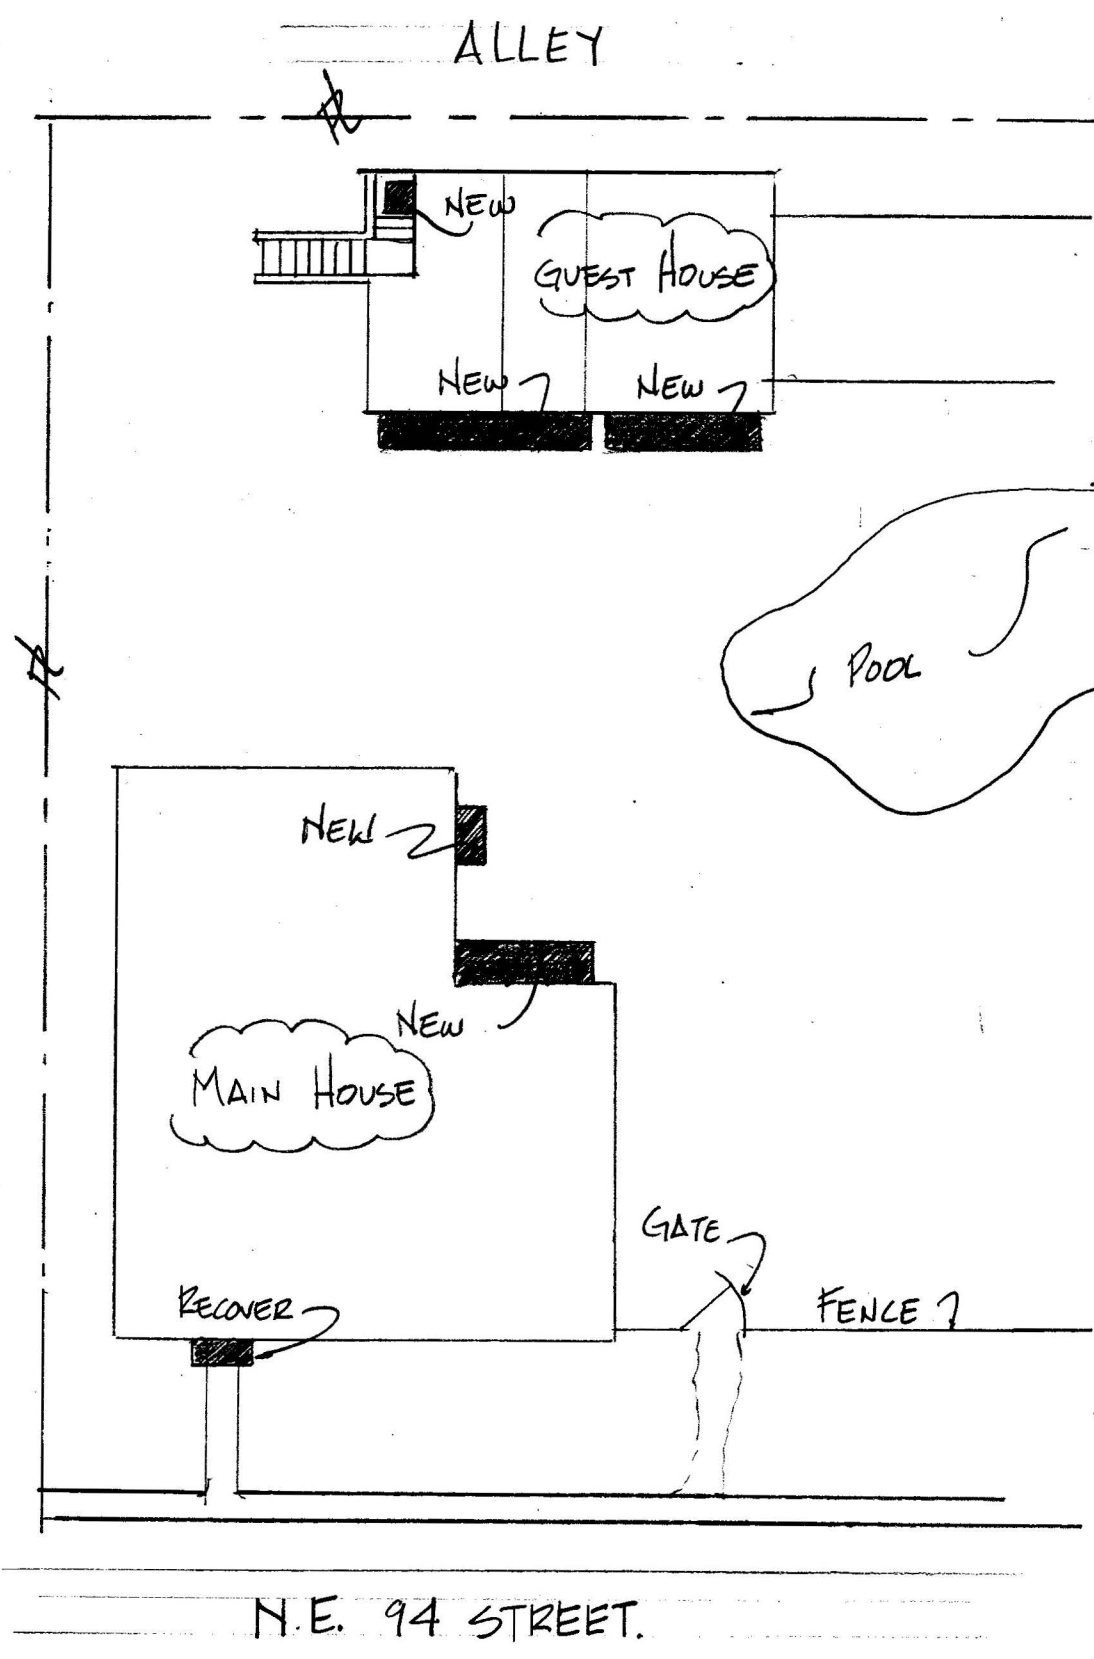 ALLEY
NEW
GUEST HOUSE
NEW
NEW
POOL
NEW
NEW
MAIN HOUSE
GATE
RECOVER
FENCE
N.E. 94 STREET.